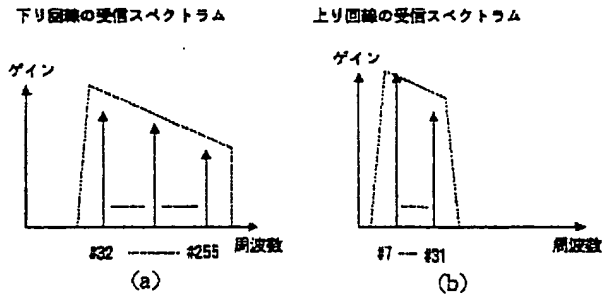 下り回線の受信スペクトラム
ゲイン
#32 ------- #255
周波数
(a)
上り回線の受信スペクトラム
ゲイン
#7 --- #31
周波数
(b)